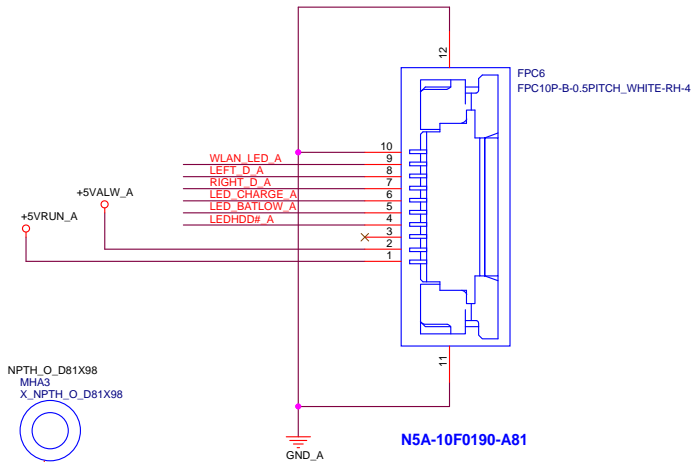 12
FPC6
FPC10P-B-0.5PITCH_WHITE-RH-4
10
WLAN_LED_A
9
LEFT_D_A
8
RIGHT_D_A
7
LED_CHARGE_A
6
LED_BATLOW_A
5
LEDHDD#_A
4
3
2
1
+5VALW_A
+5VRUN_A
11
NPTH_O_D81X98
MHA3
X_NPTH_O_D81X98
GND_A
N5A-10F0190-A81